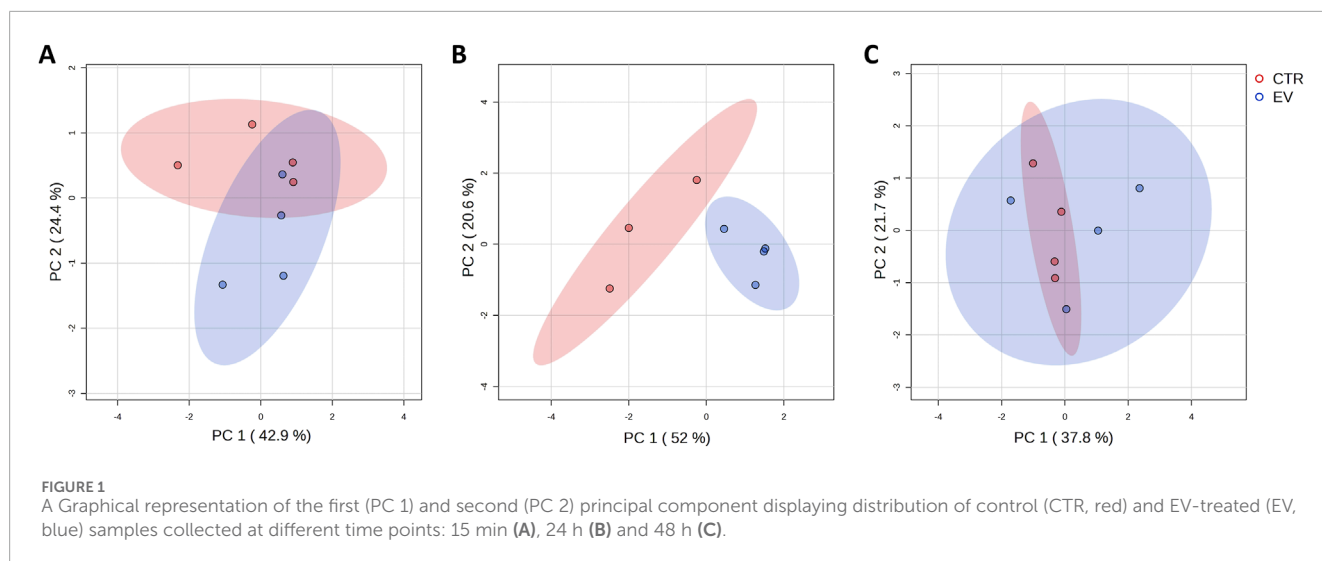 A
B
C
CTR
EV
2
1
0
-1
-2
-3
PC 2 ( 24.4 %)
-4
-2
0
2
4
PC 1 ( 42.9 %)
4
2
0
-2
-4
PC 2 ( 20.6 %)
-4
-2
0
2
PC 1 ( 52 %)
3
2
1
0
-1
-2
-3
PC 2 ( 21.7 %)
-4
-2
0
2
4
PC 1 ( 37.8 %)
FIGURE 1
A Graphical representation of the first (PC 1) and second (PC 2) principal component displaying distribution of control (CTR, red) and EV-treated (EV,
blue) samples collected at different time points: 15 min (A), 24 h (B) and 48 h (C).